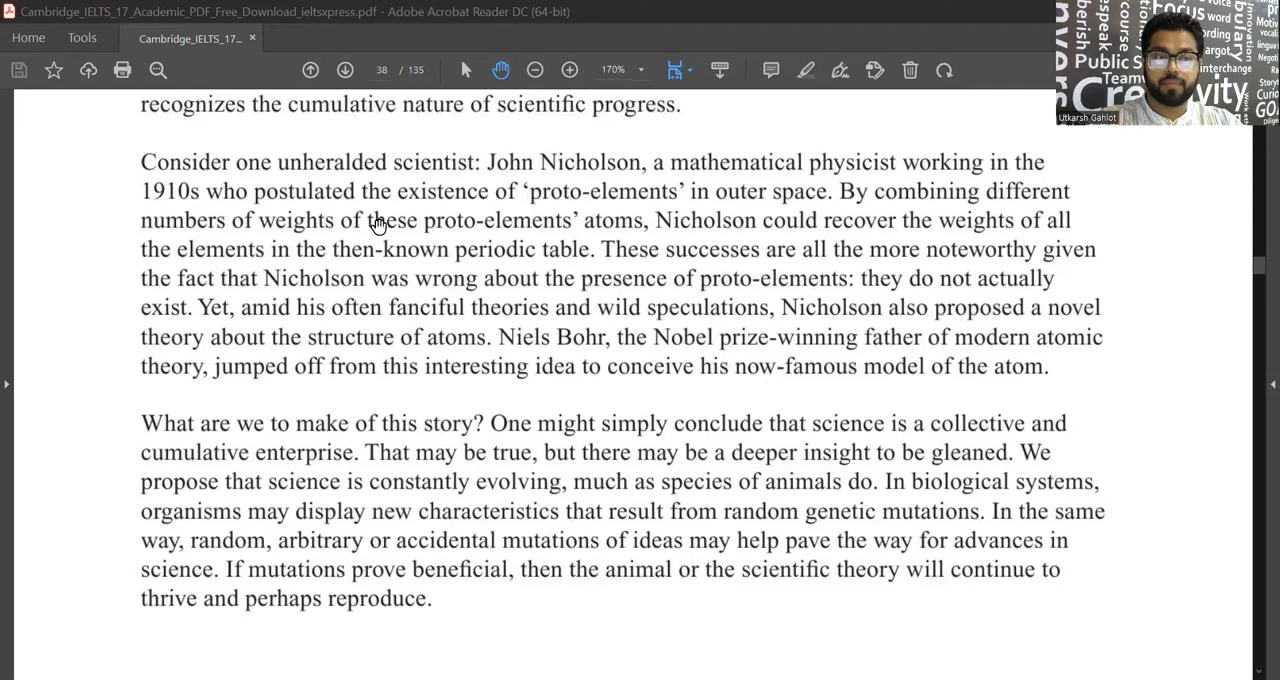 Cambridge_IELTS_17_Academic_PDF_Free_Download_ieltsxpress.pdf - Adobe Acrobat Reader DC (64-bit)
Home Tools Cambridge_IELTS_17... ×
38 / 135 170%
recognizes the cumulative nature of scientific progress.
Consider one unheralded scientist: John Nicholson, a mathematical physicist working in the
1910s who postulated the existence of ‘proto-elements’ in outer space. By combining different
numbers of weights of these proto-elements’ atoms, Nicholson could recover the weights of all
the elements in the then-known periodic table. These successes are all the more noteworthy given
the fact that Nicholson was wrong about the presence of proto-elements: they do not actually
exist. Yet, amid his often fanciful theories and wild speculations, Nicholson also proposed a novel
theory about the structure of atoms. Niels Bohr, the Nobel prize-winning father of modern atomic
theory, jumped off from this interesting idea to conceive his now-famous model of the atom.
What are we to make of this story? One might simply conclude that science is a collective and
cumulative enterprise. That may be true, but there may be a deeper insight to be gleaned. We
propose that science is constantly evolving, much as species of animals do. In biological systems,
organisms may display new characteristics that result from random genetic mutations. In the same
way, random, arbitrary or accidental mutations of ideas may help pave the way for advances in
science. If mutations prove beneficial, then the animal or the scientific theory will continue to
thrive and perhaps reproduce.
Focus
word
espeak
course
argot
Public
interchange
Utkarsh Gahlot